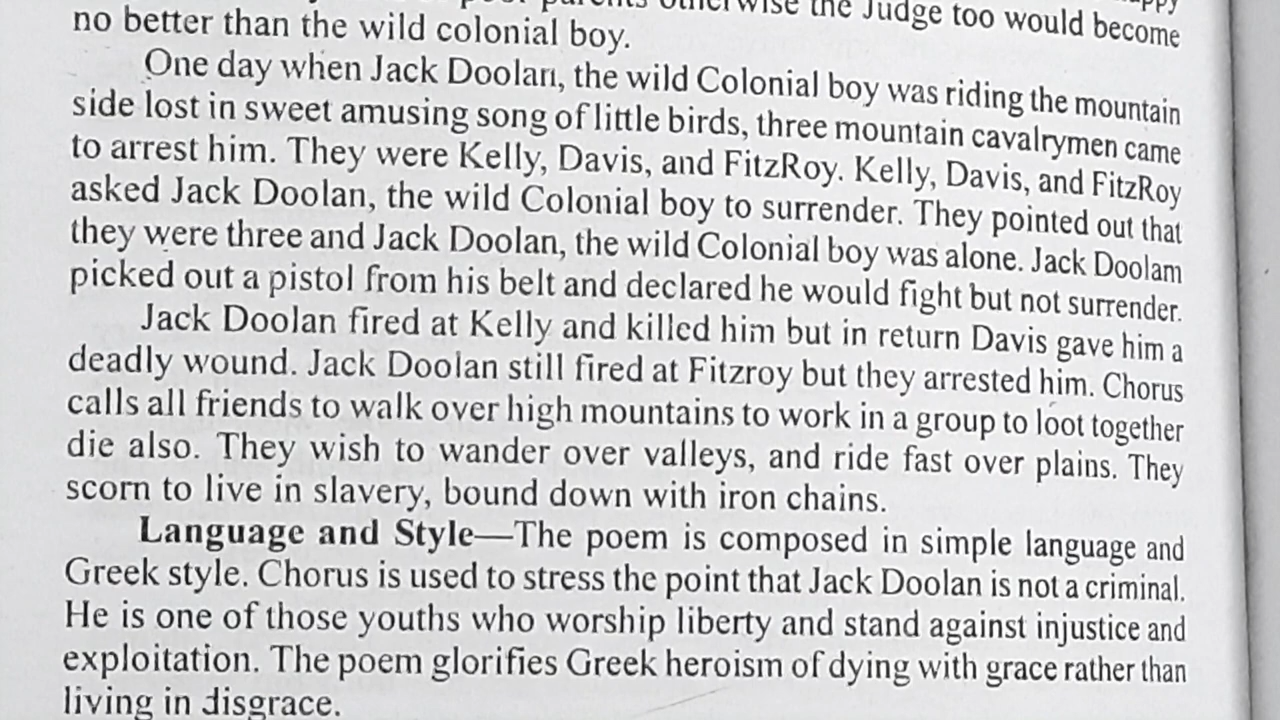 otherwise the Judge too would become
no better than the wild colonial boy.
One day when Jack Doolan, the wild Colonial boy was riding the mountain
side lost in sweet amusing song of little birds, three mountain cavalrymen came
to arrest him. They were Kelly, Davis, and FitzRoy. Kelly, Davis, and FitzRoy
asked Jack Doolan, the wild Colonial boy to surrender. They pointed out that
they were three and Jack Doolan, the wild Colonial boy was alone. Jack Doolam
picked out a pistol from his belt and declared he would fight but not surrender.
Jack Doolan fired at Kelly and killed him but in return Davis gave him a
deadly wound. Jack Doolan still fired at Fitzroy but they arrested him. Chorus
calls all friends to walk over high mountains to work in a group to loot together
die also. They wish to wander over valleys, and ride fast over plains. They
scorn to live in slavery, bound down with iron chains.
Language and Style—The poem is composed in simple language and
Greek style. Chorus is used to stress the point that Jack Doolan is not a criminal.
He is one of those youths who worship liberty and stand against injustice and
exploitation. The poem glorifies Greek heroism of dying with grace rather than
living in disgrace.